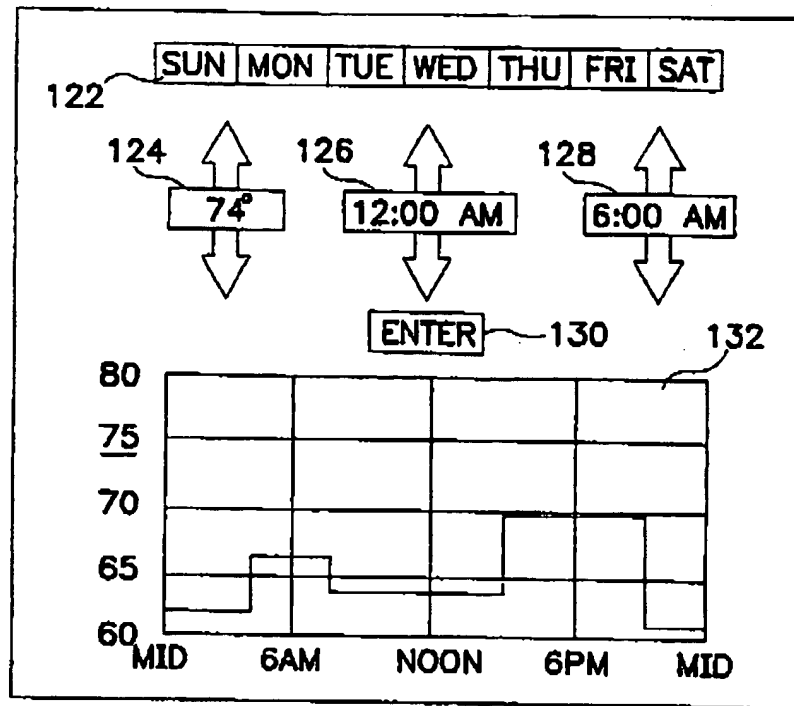 SUN MON TUE WED THU FRI SAT
122
124 126 128
74° 12:00 AM 6:00 AM
ENTER 130 132
80
75
70
65
60
MID 6AM NOON 6PM MID